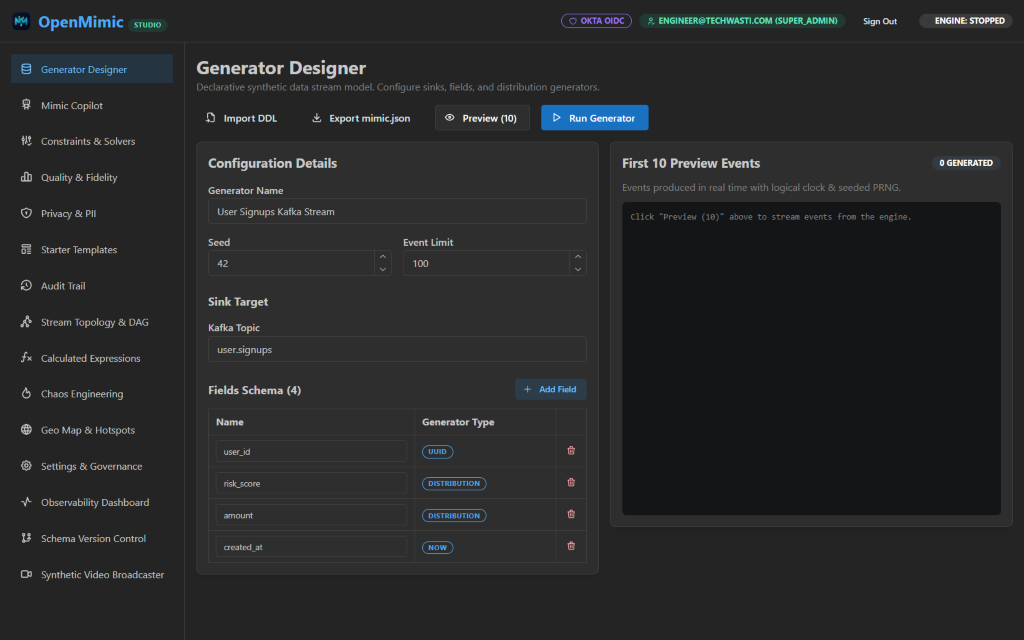 OpenMimic STUDIO
OKTA OIDC
ENGINEER@TECHWASTI.COM (SUPER_ADMIN)
Sign Out
ENGINE: STOPPED
Generator Designer
Mimic Copilot
Constraints & Solvers
Quality & Fidelity
Privacy & PII
Starter Templates
Audit Trail
Stream Topology & DAG
Calculated Expressions
Chaos Engineering
Geo Map & Hotspots
Settings & Governance
Observability Dashboard
Schema Version Control
Synthetic Video Broadcaster
Generator Designer
Declarative synthetic data stream model. Configure sinks, fields, and distribution generators.
Import DDL
Export mimic.json
Preview (10)
Run Generator
Configuration Details
Generator Name
User Signups Kafka Stream
Seed
Event Limit
42
100
Sink Target
Kafka Topic
user.signups
Fields Schema (4)
Add Field
Name
Generator Type
user_id
UUID
risk_score
DISTRIBUTION
amount
DISTRIBUTION
created_at
NOW
First 10 Preview Events
0 GENERATED
Events produced in real time with logical clock & seeded PRNG.
Click "Preview (10)" above to stream events from the engine.